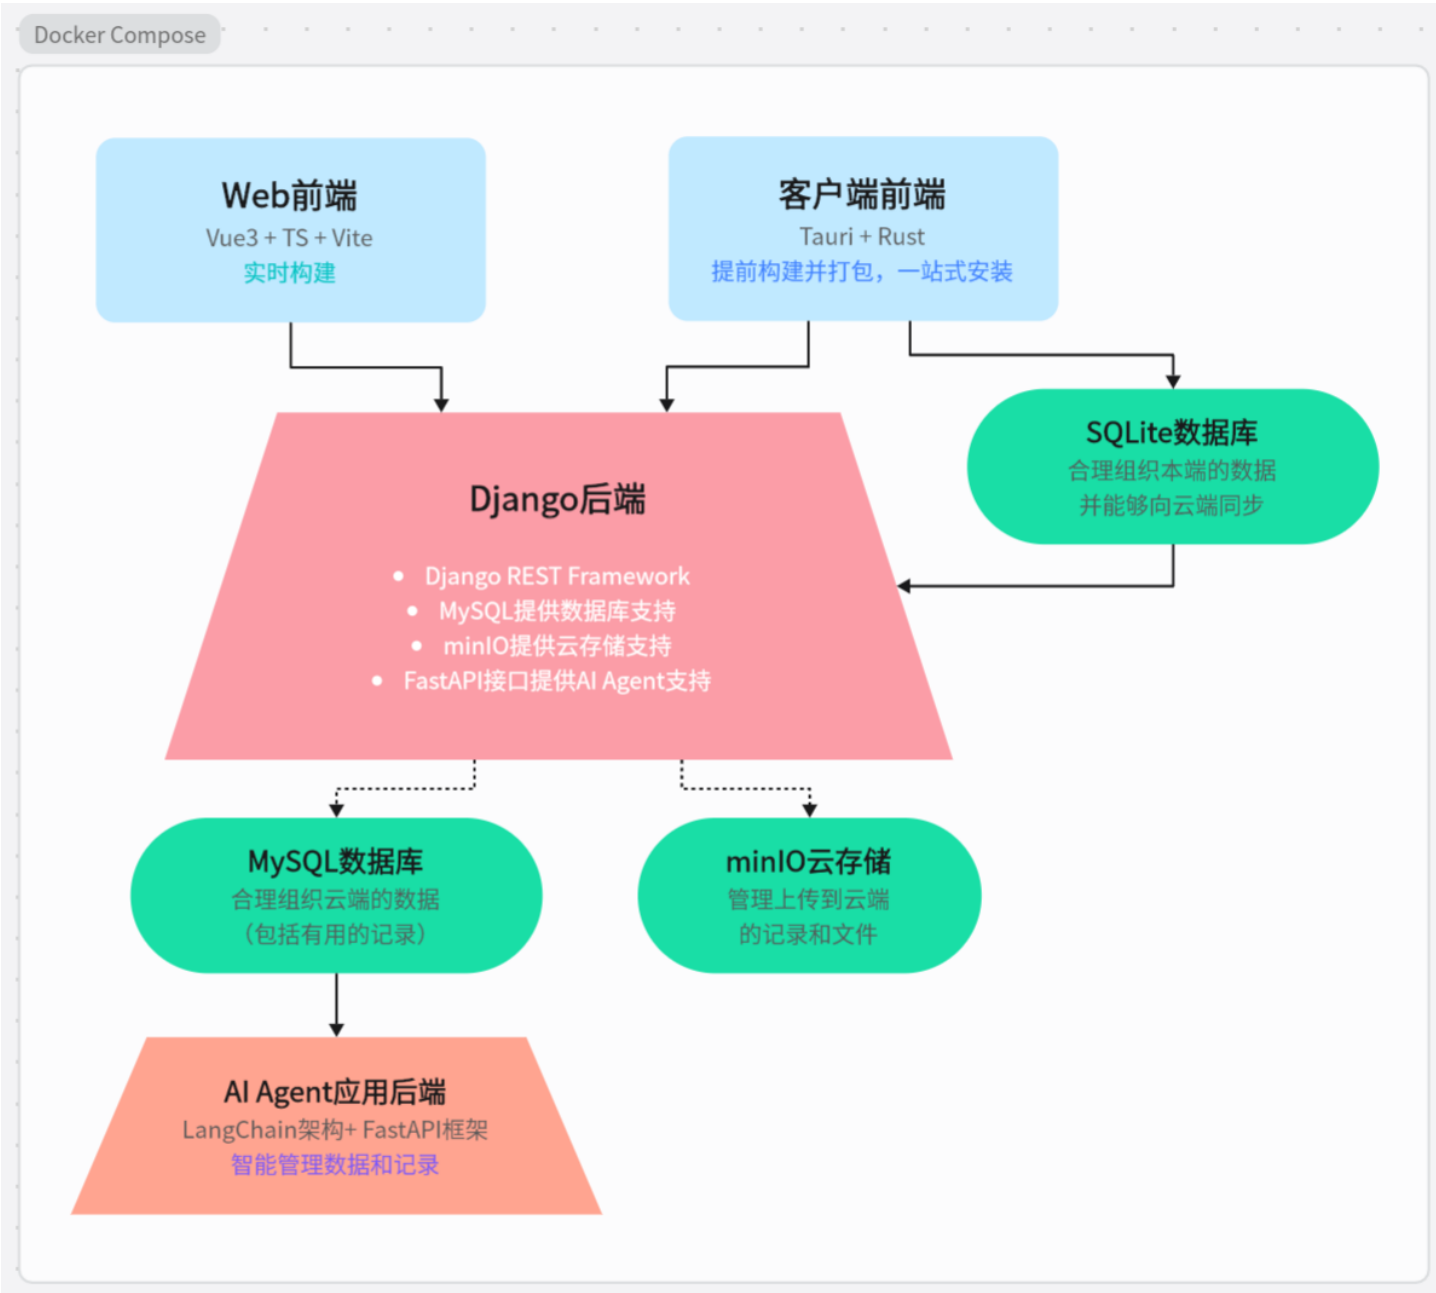 Docker Compose
Web前端
Vue3 + TS + Vite
实时构建
客户端前端
Tauri + Rust
提前构建并打包，一站式安装
SQLite数据库
合理组织本端的数据
并能够向云端同步
Django后端
• Django REST Framework
• MySQL提供数据库支持
• minIO提供云存储支持
• FastAPI接口提供AI Agent支持
MySQL数据库
合理组织云端的数据
（包括有用的记录）
minIO云存储
管理上传到云端
的记录和文件
AI Agent应用后端
LangChain架构+ FastAPI框架
智能管理数据和记录